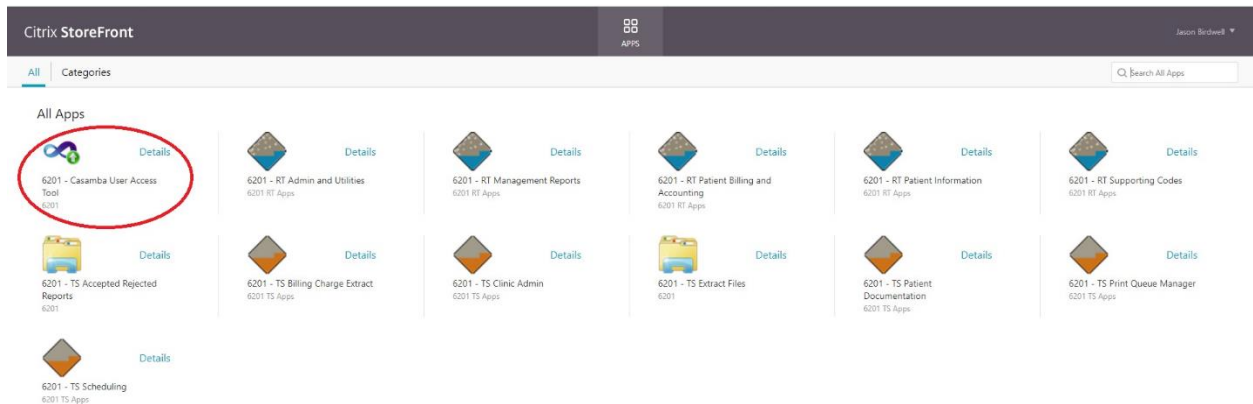 Citrix StoreFront
APPS
Jason Birdwell
All
Categories
Search All Apps
All Apps
Details
6201 - Casamba User Access
Tool
6201
Details
6201 - RT Admin and Utilities
6201 RT Apps
Details
6201 - RT Management Reports
6201 RT Apps
Details
6201 - RT Patient Billing and
Accounting
6201 RT Apps
Details
6201 - RT Patient Information
6201 RT Apps
Details
6201 - RT Supporting Codes
6201 RT Apps
Details
6201 - TS Accepted Rejected
Reports
6201
Details
6201 - TS Billing Charge Extract
6201 TS Apps
Details
6201 - TS Clinic Admin
6201 TS Apps
Details
6201 - TS Extract Files
6201
Details
6201 - TS Patient
Documentation
6201 TS Apps
Details
6201 - TS Print Queue Manager
6201 TS Apps
Details
6201 - TS Scheduling
6201 TS Apps